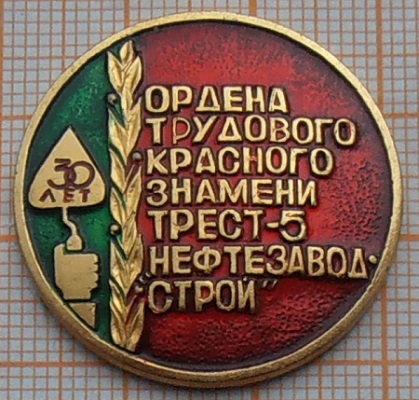 30
ЛЕТ
ОРДЕНА
ТРУДОВОГО
КРАСНОГО
ЗНАМЕНИ
ТРЕСТ-5
НЕФТЕЗАВОД·
"СТРОЙ"